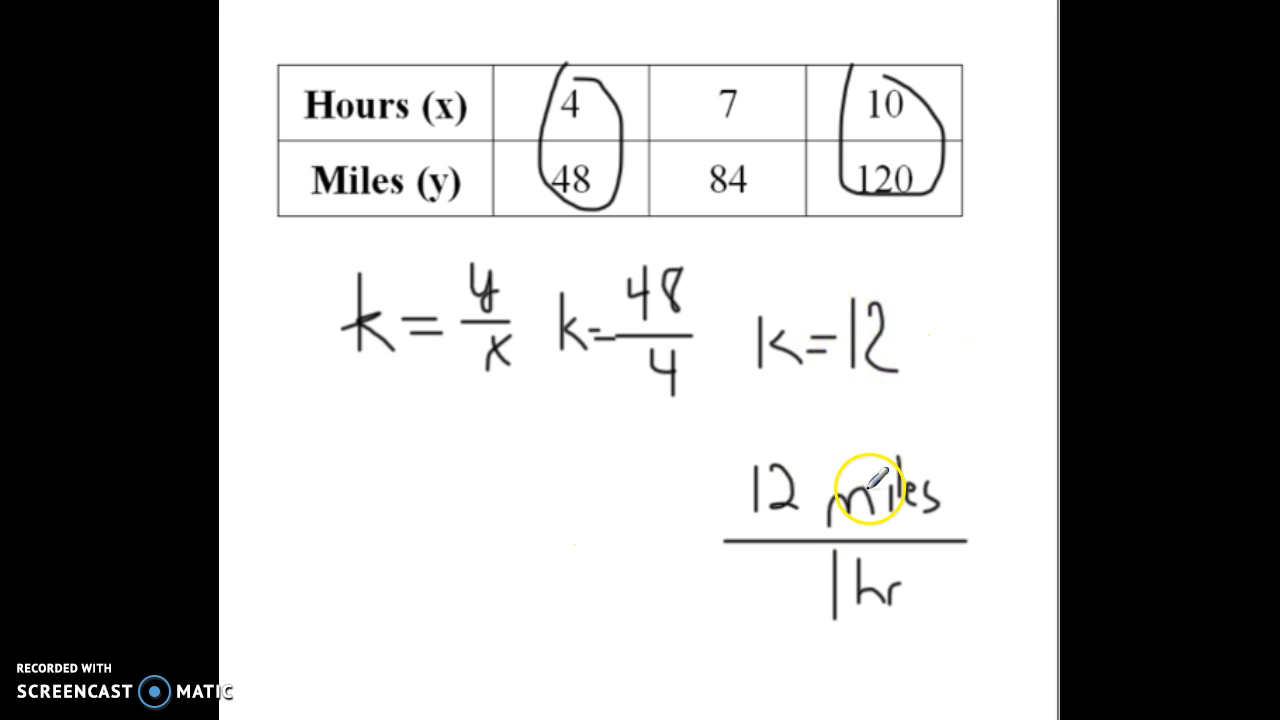 Hours (x) 4 7 10
Miles (y) 48 84 120
k = y/x k = 48/4 k = 12
12 miles
1 hr
RECORDED WITH
SCREENCAST MATIC